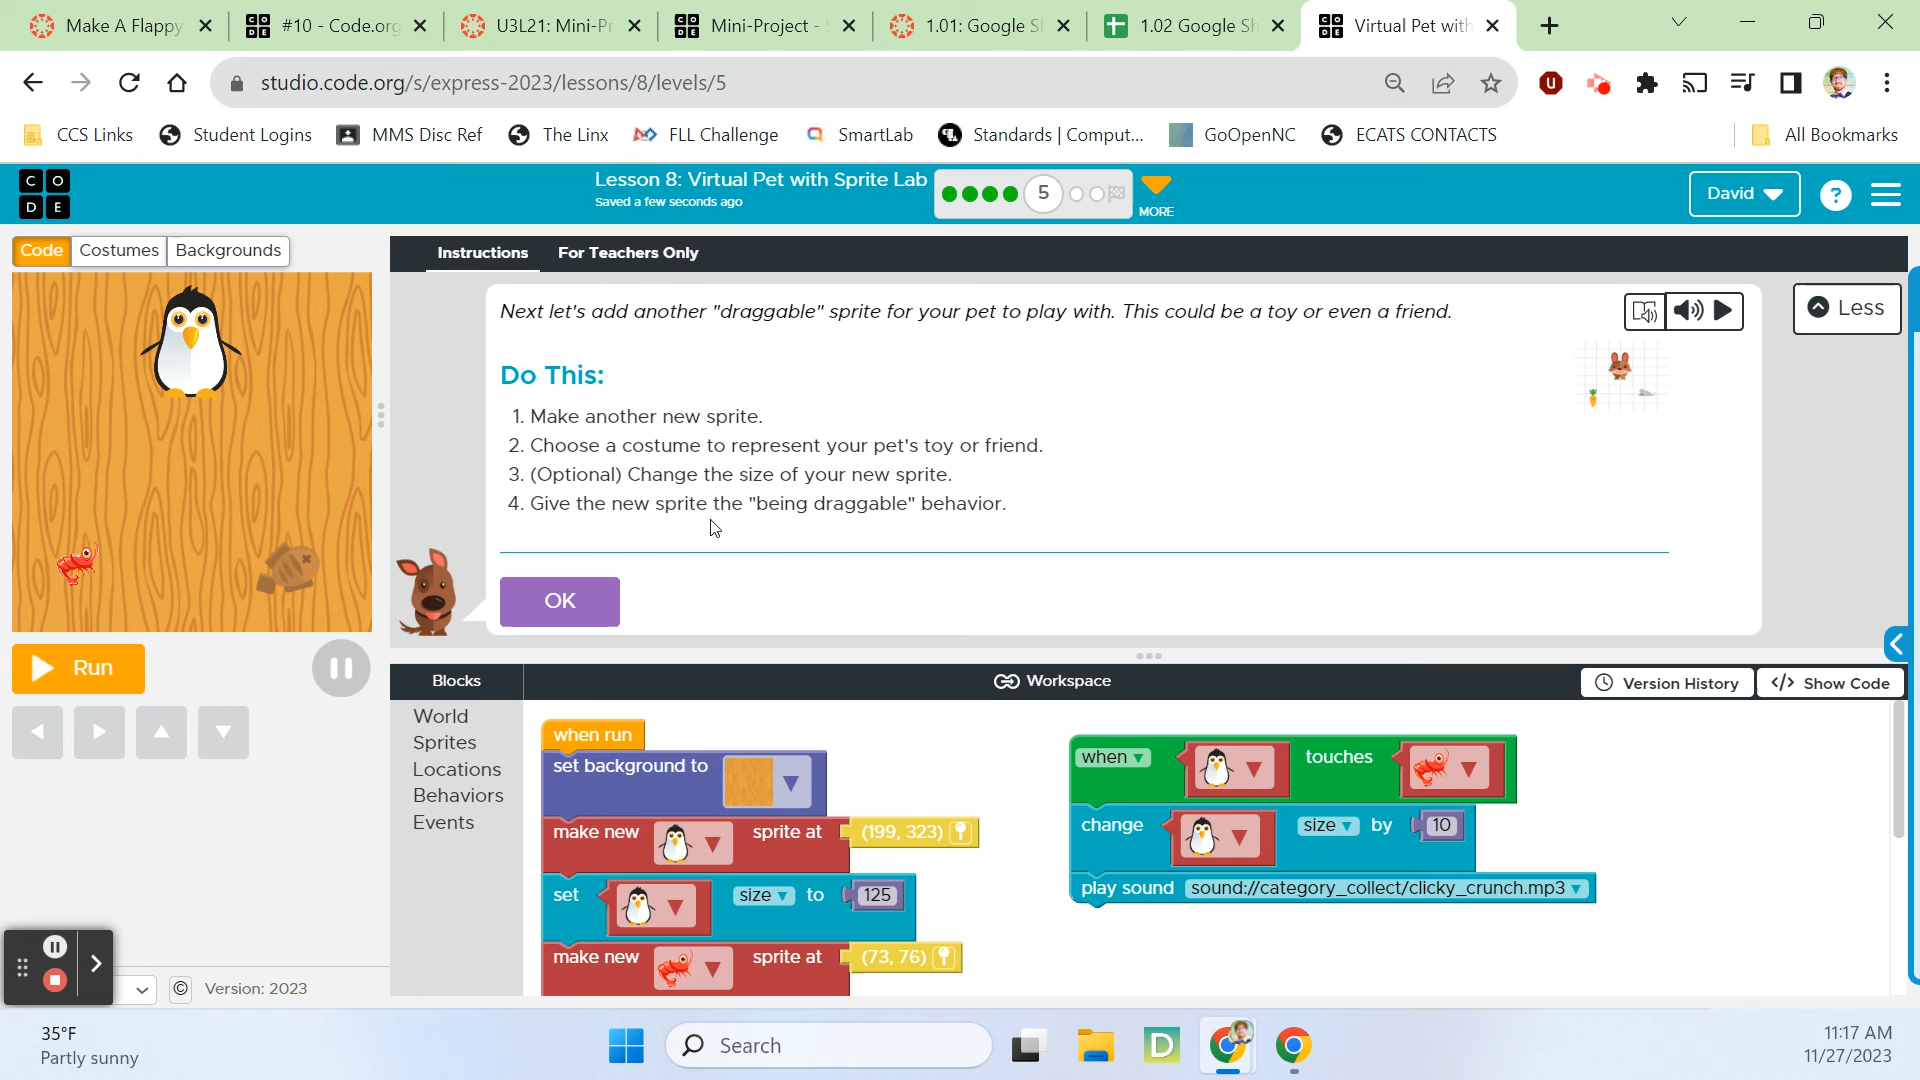 Make A Flappy
#10 - Code.org
U3L21: Mini-Pr
Mini-Project - S
1.01: Google Sl
1.02 Google Sh
Virtual Pet with
studio.code.org/s/express-2023/lessons/8/levels/5
CCS Links
Student Logins
MMS Disc Ref
The Linx
FLL Challenge
SmartLab
Standards | Comput...
GoOpenNC
ECATS CONTACTS
All Bookmarks
CODE
Lesson 8: Virtual Pet with Sprite Lab
Saved a few seconds ago
5
MORE
David
?
Code
Costumes
Backgrounds
Instructions
For Teachers Only
Next let's add another "draggable" sprite for your pet to play with. This could be a toy or even a friend.
Less
Do This:
1. Make another new sprite.
2. Choose a costume to represent your pet's toy or friend.
3. (Optional) Change the size of your new sprite.
4. Give the new sprite the "being draggable" behavior.
OK
Run
Blocks
Workspace
Version History
Show Code
World
Sprites
Locations
Behaviors
Events
when run
set background to
make new sprite at (199, 323)
set size to 125
make new sprite at (73, 76)
when touches
change size by 10
play sound sound://category_collect/clicky_crunch.mp3
© Version: 2023
35°F
Partly sunny
Search
D
11:17 AM
11/27/2023